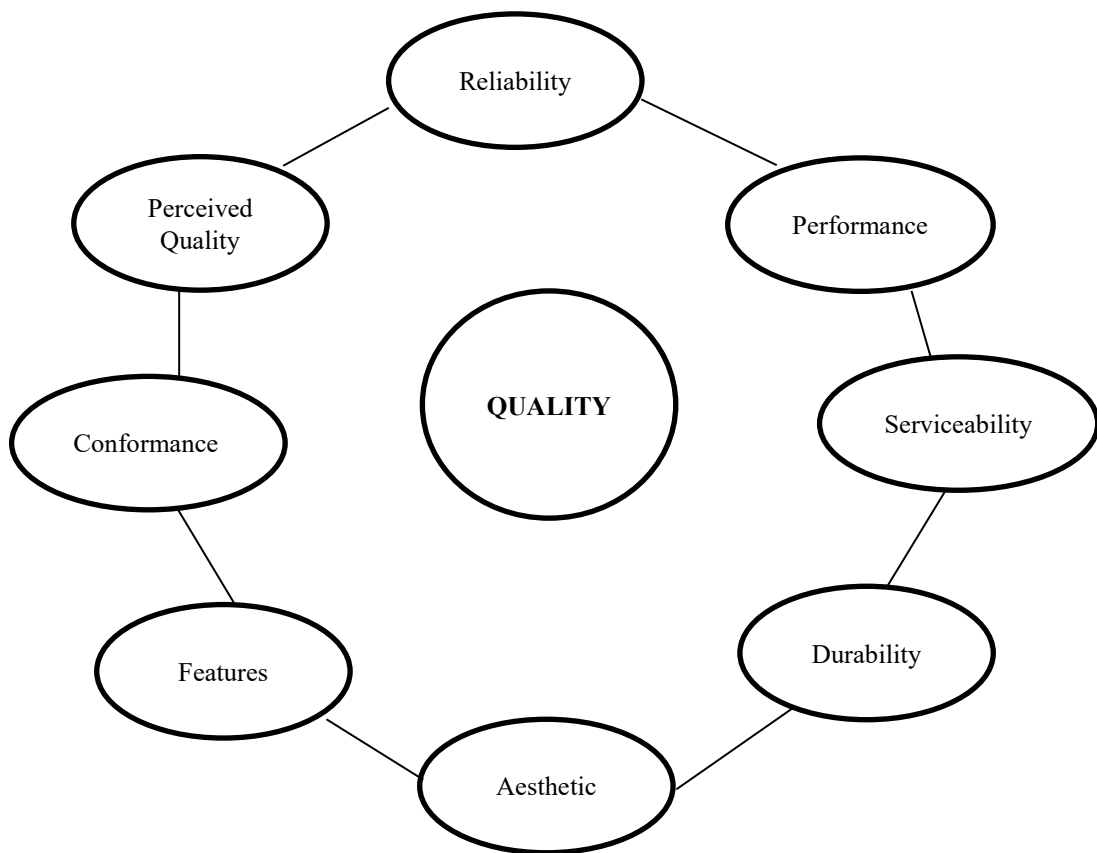 Reliability
Perceived
Quality
Performance
QUALITY
Serviceability
Conformance
Durability
Features
Aesthetic